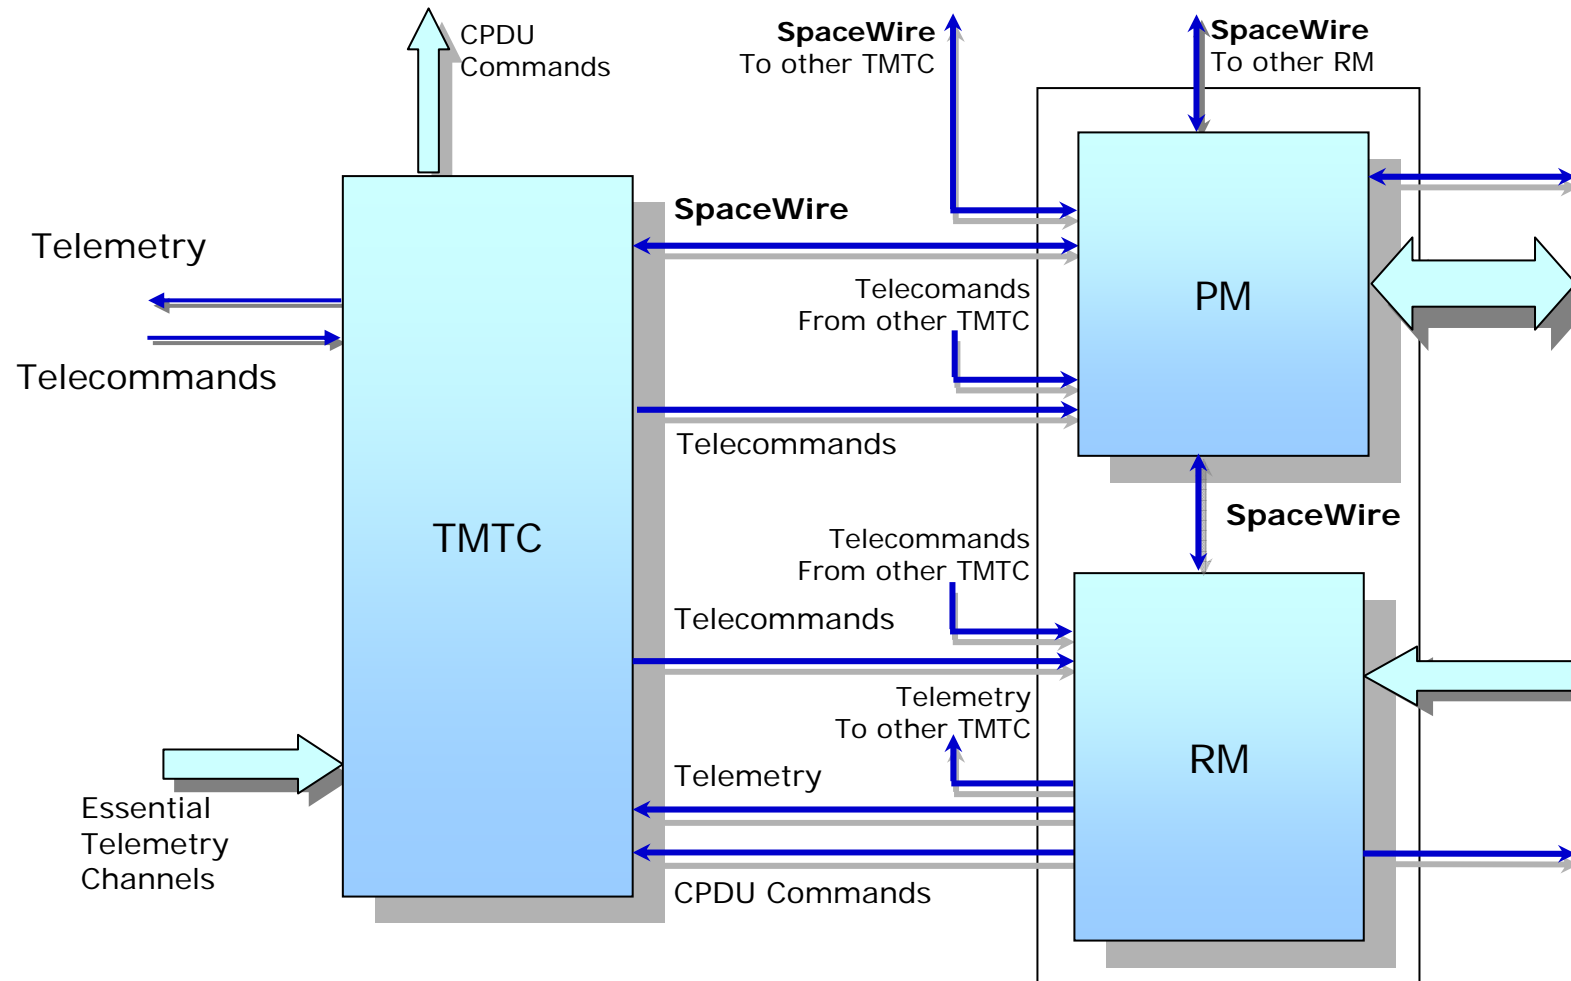 CPDU
Commands
SpaceWire
To other TMTC
SpaceWire
To other RM
SpaceWire
Telemetry
Telecomands
From other TMTC
PM
Telecommands
Telecommands
SpaceWire
TMTC
Telecommands
From other TMTC
Telecommands
Telemetry
To other TMTC
RM
Telemetry
Essential
Telemetry
Channels
CPDU Commands